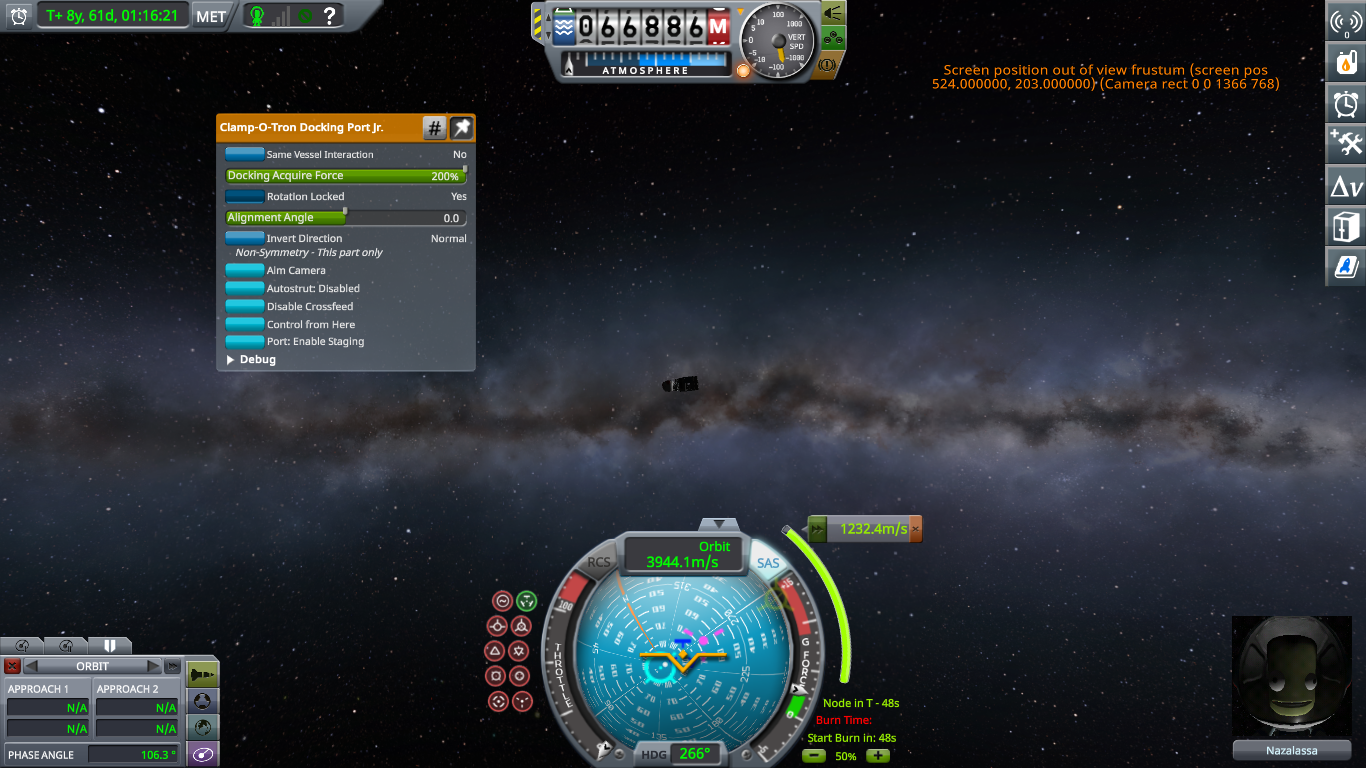 T+ 8y, 61d, 01:16:21 MET ?
066886 M
ATMOSPHERE
VERT
SPD
Screen position out of view frustum (screen pos
524.000000, 203.000000) (Camera rect 0 0 1366 768)
0
Δv
Clamp-O-Tron Docking Port Jr. #
Same Vessel Interaction No
Docking Acquire Force 200%
Rotation Locked Yes
Alignment Angle 0.0
Invert Direction Normal
Non-Symmetry - This part only
Aim Camera
Autostrut: Disabled
Disable Crossfeed
Control from Here
Port: Enable Staging
Debug
1232.4m/s
RCS Orbit SAS
3944.1m/s
100
THROTTLE
G FORCE
HDG 266°
Node in T - 48s
Burn Time:
Start Burn in: 48s
50%
ORBIT
APPROACH 1 APPROACH 2
N/A N/A
N/A N/A
PHASE ANGLE 106.3 °
Nazalassa